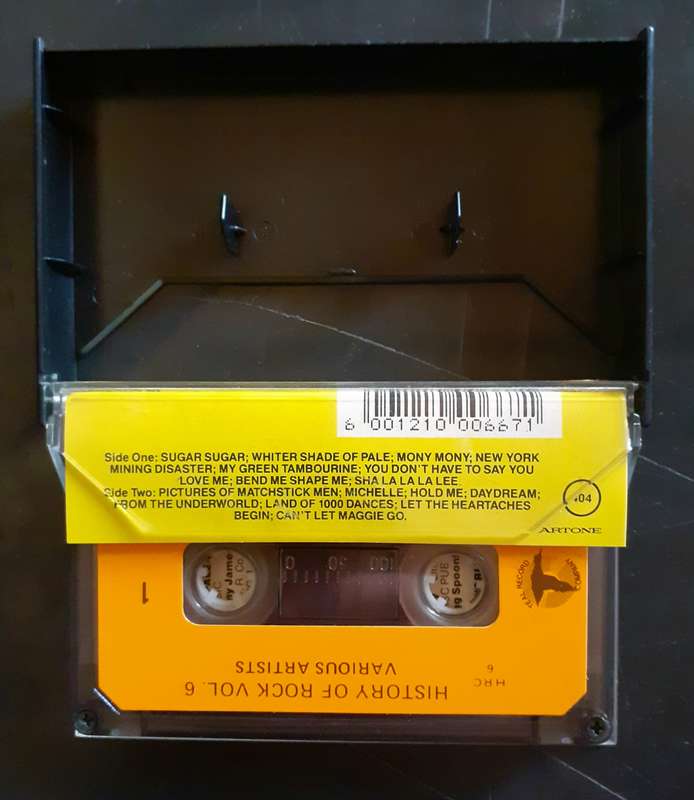 6 001210 006671
Side One: SUGAR SUGAR; WHITER SHADE OF PALE; MONY MONY; NEW YORK
MINING DISASTER; MY GREEN TAMBOURINE; YOU DON'T HAVE TO SAY YOU
LOVE ME; BEND ME SHAPE ME; SHA LA LA LA LEE.
Side Two: PICTURES OF MATCHSTICK MEN; MICHELLE; HOLD ME; DAYDREAM;
FROM THE UNDERWORLD; LAND OF 1000 DANCES; LET THE HEARTACHES
BEGIN; CAN'T LET MAGGIE GO.
404
ARTONE
100 50 0
TEAL RECORD COMPANY
1
HRC
6
HISTORY OF ROCK VOL. 6
VARIOUS ARTISTS